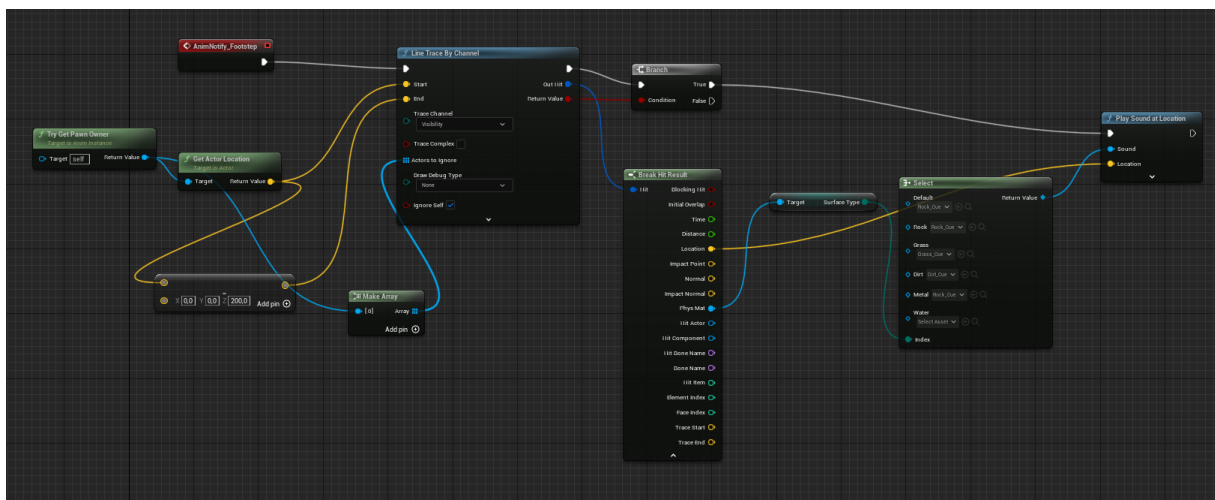 AnimNotify_Footstep
Try Get Pawn Owner
Target is Anim Instance
Target self Return Value
Get Actor Location
Target is Actor
Target Return Value
X 0,0 Y 0,0 Z 200,0 Add pin
Make Array
[0] Array
Add pin
Line Trace By Channel
Start Out Hit
End Return Value
Trace Channel
Visibility
Trace Complex
Actors to Ignore
Draw Debug Type
None
Ignore Self
Branch
True
Condition False
Break Hit Result
Hit Blocking Hit
Initial Overlap
Time
Distance
Location
Impact Point
Normal
Impact Normal
Phys Mat
Hit Actor
Hit Component
Hit Bone Name
Bone Name
Hit Item
Element Index
Face Index
Trace Start
Trace End
Target Surface Type
Select
Default Return Value
Rock_Cue
Rock Rock_Cue
Grass
Grass_Cue
Dirt Dirt_Cue
Metal Rock_Cue
Water
Select Asset
Index
Play Sound at Location
Sound
Location